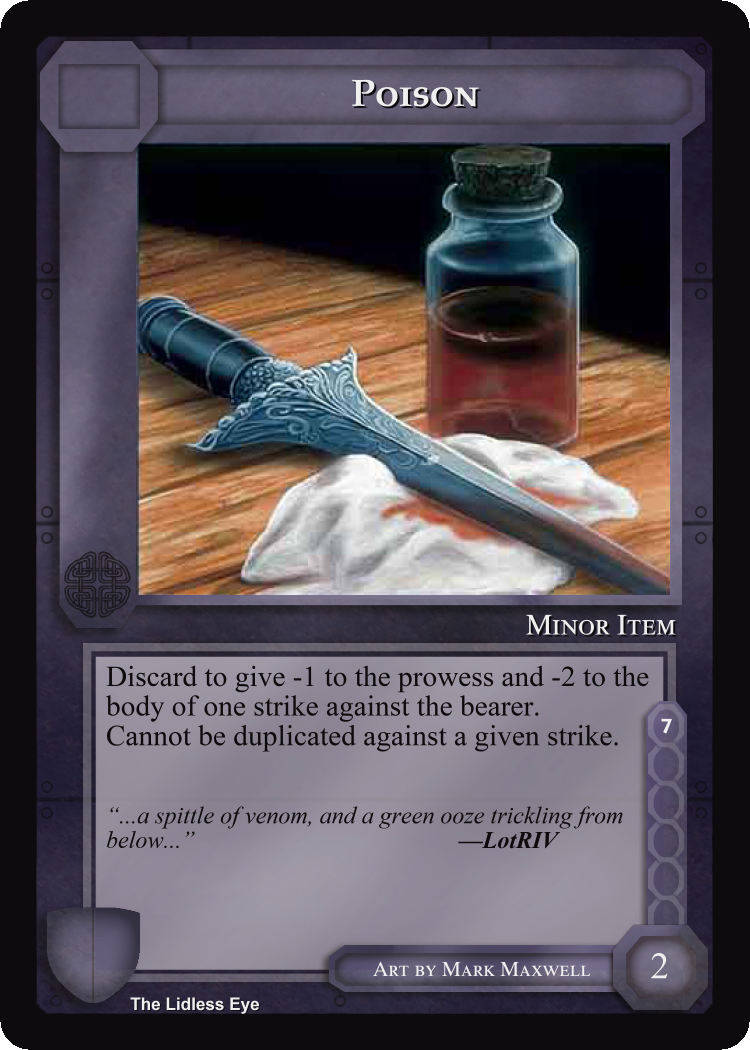 Poison
Minor Item
Discard to give -1 to the prowess and -2 to the
body of one strike against the bearer.
Cannot be duplicated against a given strike.
7
“...a spittle of venom, and a green ooze trickling from
below...” —LotRIV
Art by Mark Maxwell
2
The Lidless Eye